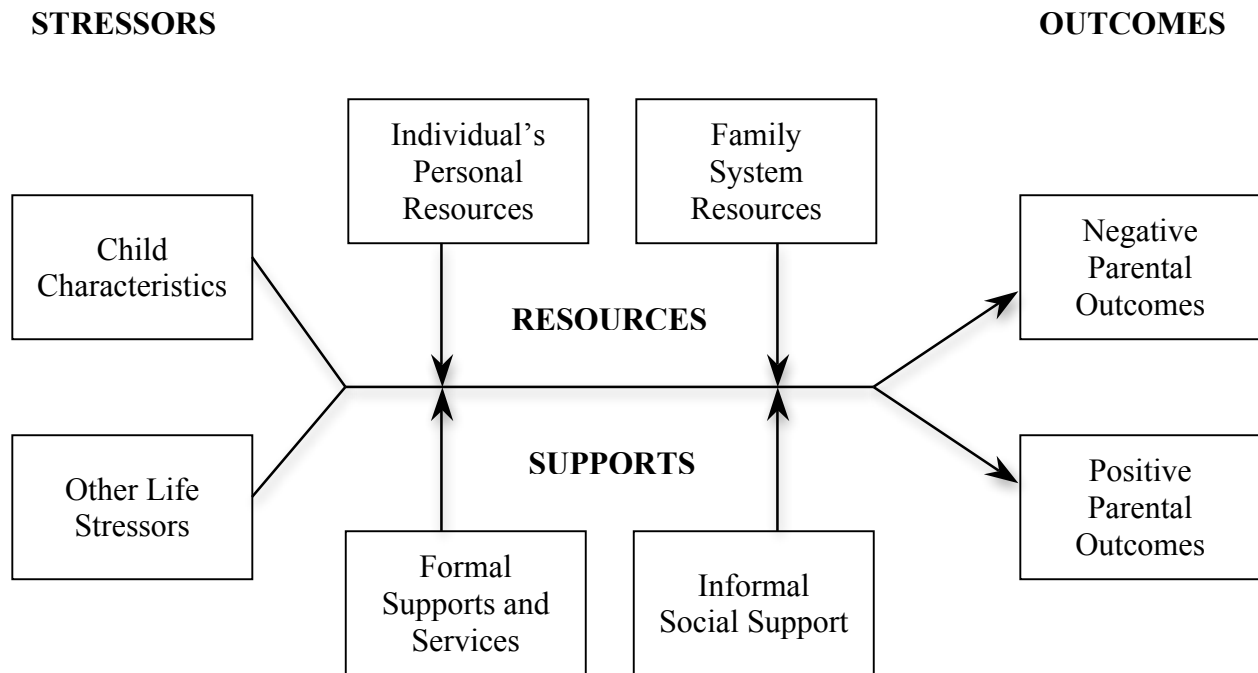 STRESSORS
OUTCOMES
Individual’s
Personal
Resources
Family
System
Resources
Child
Characteristics
Negative
Parental
Outcomes
RESOURCES
SUPPORTS
Other Life
Stressors
Positive
Parental
Outcomes
Formal
Supports and
Services
Informal
Social Support